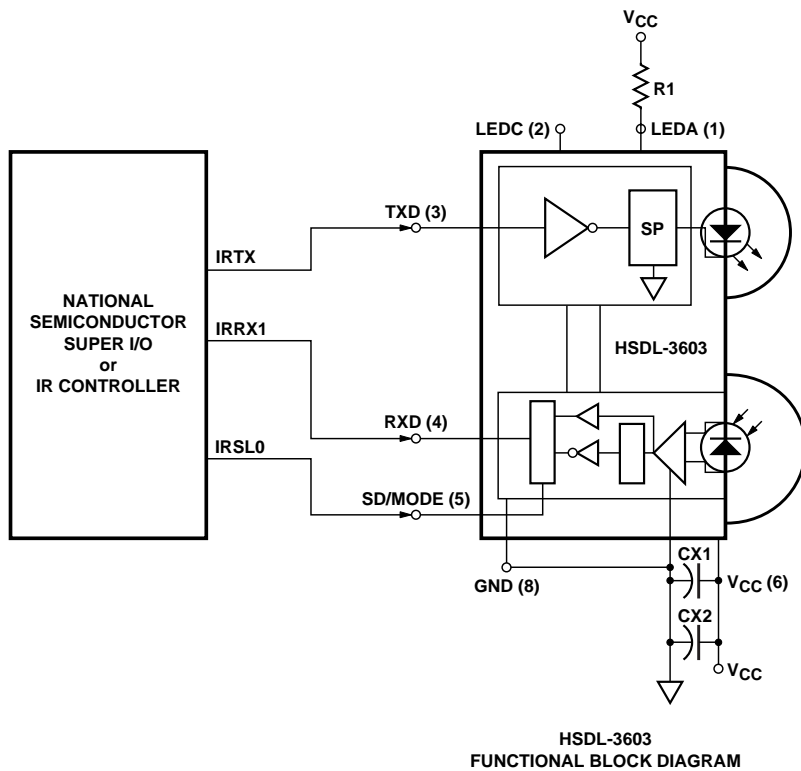 VCC
R1
LEDC (2)
LEDA (1)
TXD (3)
SP
IRTX
NATIONAL
SEMICONDUCTOR
SUPER I/O
or
IR CONTROLLER
IRRX1
HSDL-3603
RXD (4)
IRSL0
SD/MODE (5)
CX1
GND (8)
VCC (6)
CX2
VCC
HSDL-3603
FUNCTIONAL BLOCK DIAGRAM